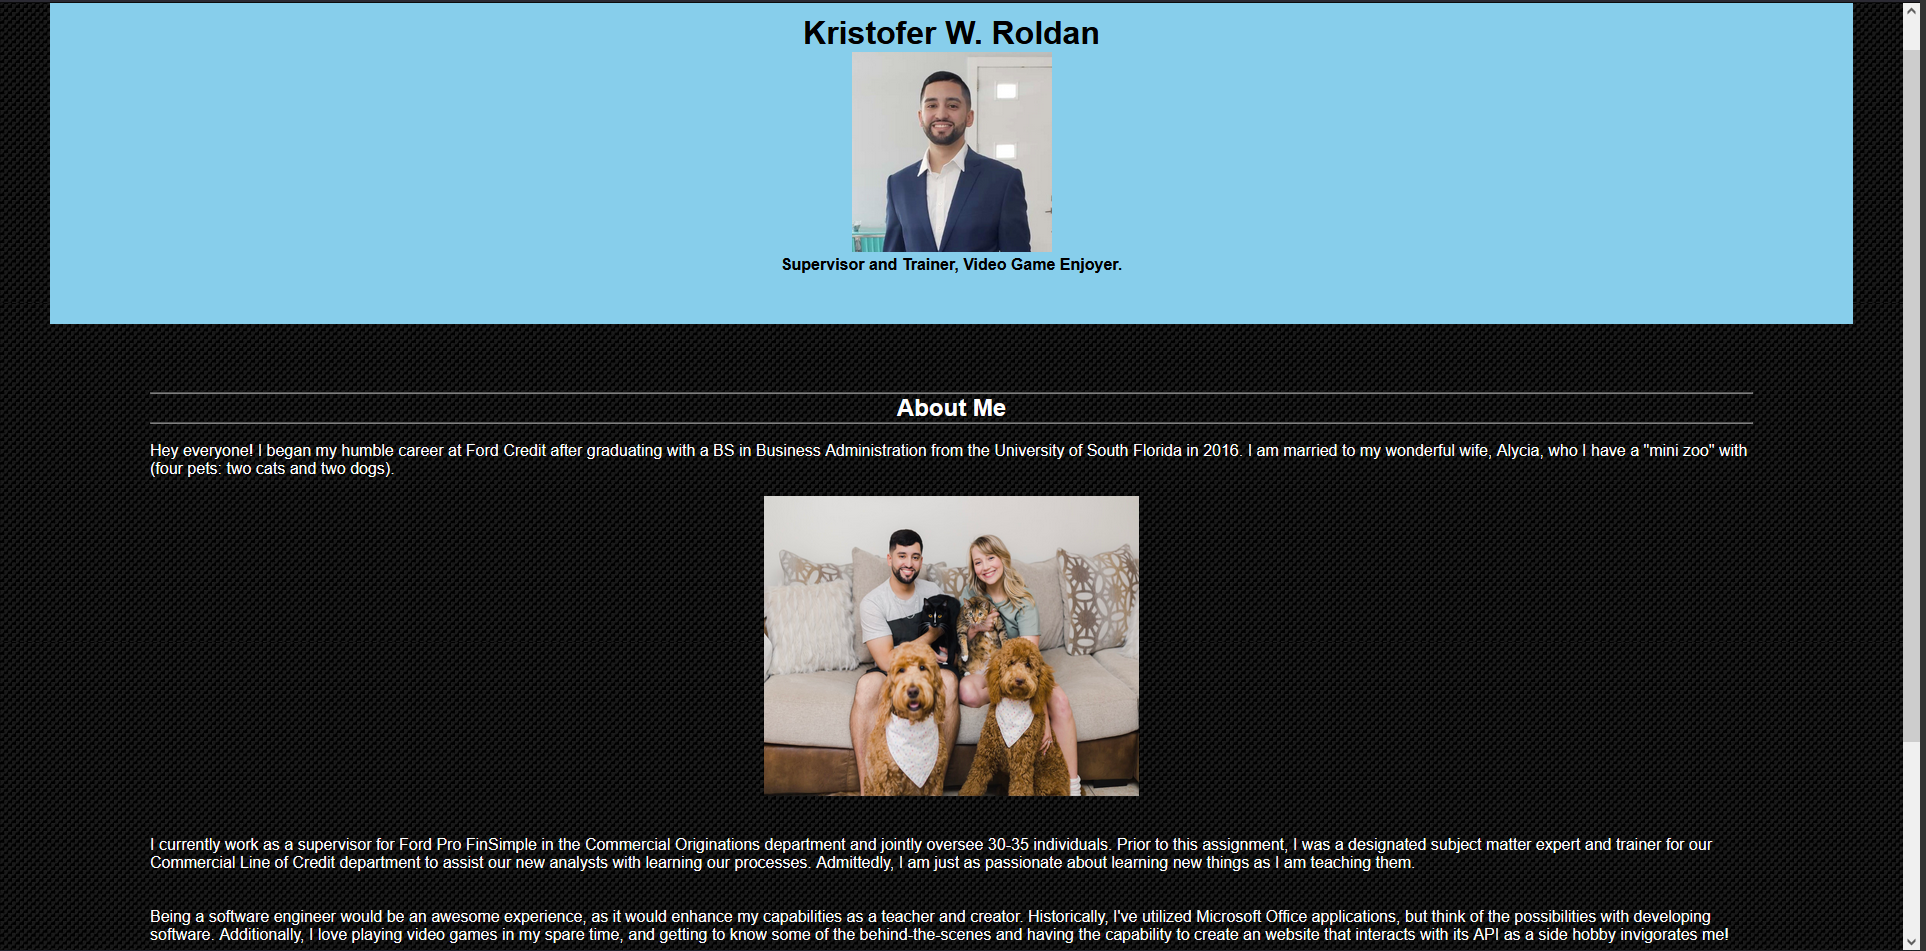 Kristofer W. Roldan
Supervisor and Trainer, Video Game Enjoyer.
About Me
Hey everyone! I began my humble career at Ford Credit after graduating with a BS in Business Administration from the University of South Florida in 2016. I am married to my wonderful wife, Alycia, who I have a "mini zoo" with
(four pets: two cats and two dogs).
I currently work as a supervisor for Ford Pro FinSimple in the Commercial Originations department and jointly oversee 30-35 individuals. Prior to this assignment, I was a designated subject matter expert and trainer for our
Commercial Line of Credit department to assist our new analysts with learning our processes. Admittedly, I am just as passionate about learning new things as I am teaching them.
Being a software engineer would be an awesome experience, as it would enhance my capabilities as a teacher and creator. Historically, I've utilized Microsoft Office applications, but think of the possibilities with developing
software. Additionally, I love playing video games in my spare time, and getting to know some of the behind-the-scenes and having the capability to create an website that interacts with its API as a side hobby invigorates me!